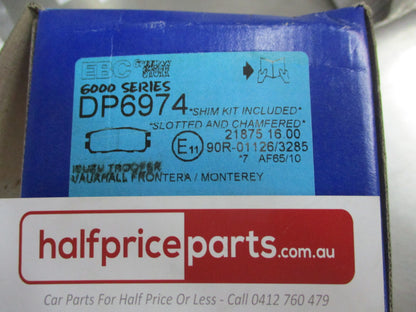 EBC
6000 SERIES
DP6974 *SHIM KIT INCLUDED*
*SLOTTED AND CHAMFERED*
21875 16.00
E11 90R-01126/3285
*7 AF65/10
ISUZU TROOPER
VAUXHALL FRONTERA / MONTEREY
halfpriceparts.com.au
Car Parts For Half Price Or Less - Call 0412 760 479